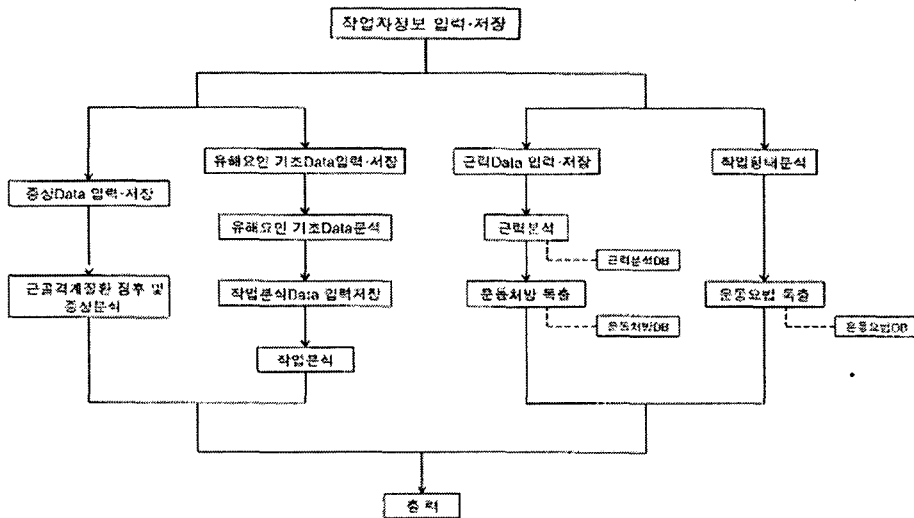 작업자정보 입력·저장
유해요인 기초Data입력·저장
근력Data 입력·저장
작업형태분석
증상Data 입력·저장
유해요인 기초Data분석
근력분석
근력분석DB
근골격계질환 징후 및
증상분석
작업분석Data 입력저장
운동처방 독출
운동요법 독출
운동처방DB
운동요법DB
작업분석
출 력